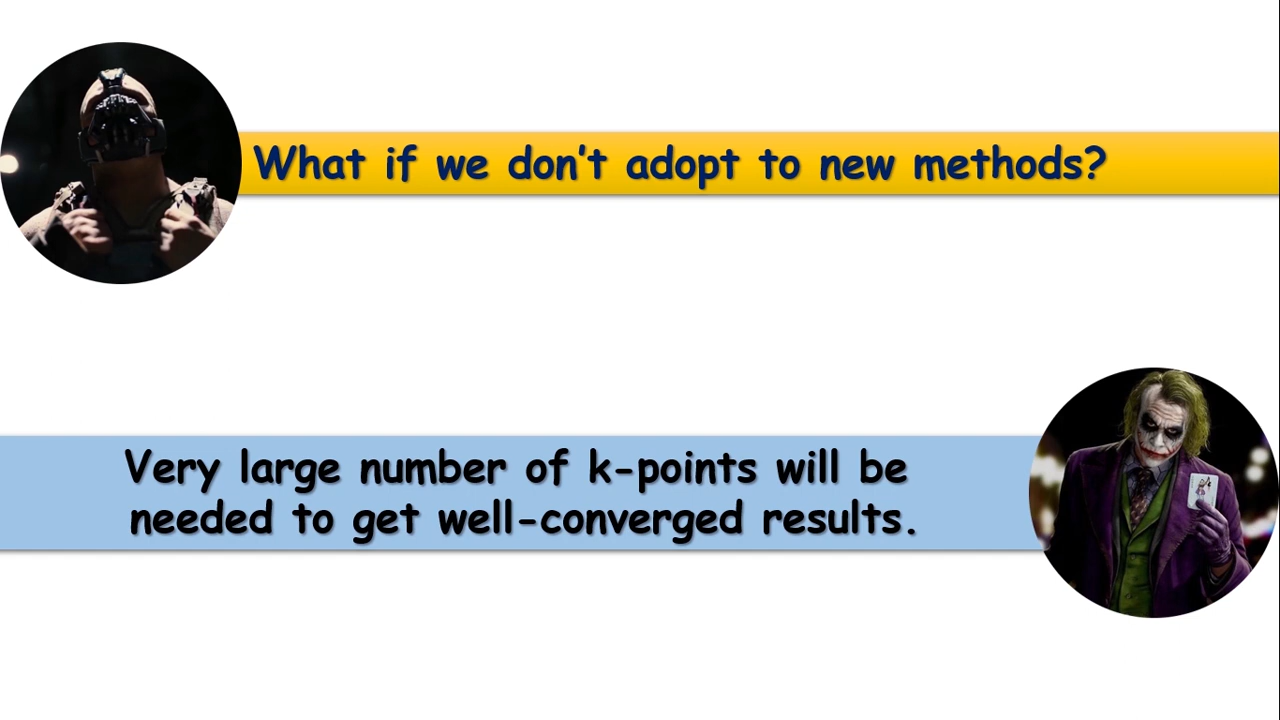 What if we don't adopt to new methods?
Very large number of k-points will be
needed to get well-converged results.